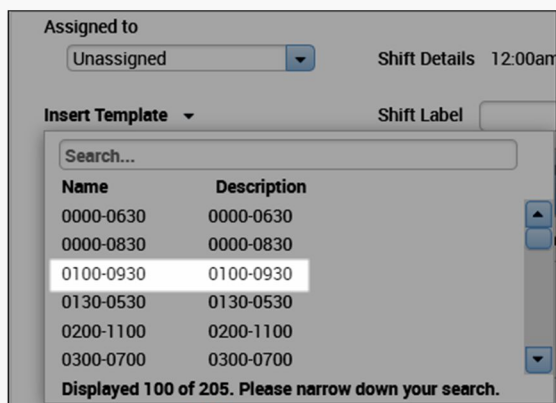 Assigned to
Unassigned
Shift Details 12:00am
Insert Template
Shift Label
Search...
Name Description
0000-0630 0000-0630
0000-0830 0000-0830
0100-0930 0100-0930
0130-0530 0130-0530
0200-1100 0200-1100
0300-0700 0300-0700
Displayed 100 of 205. Please narrow down your search.